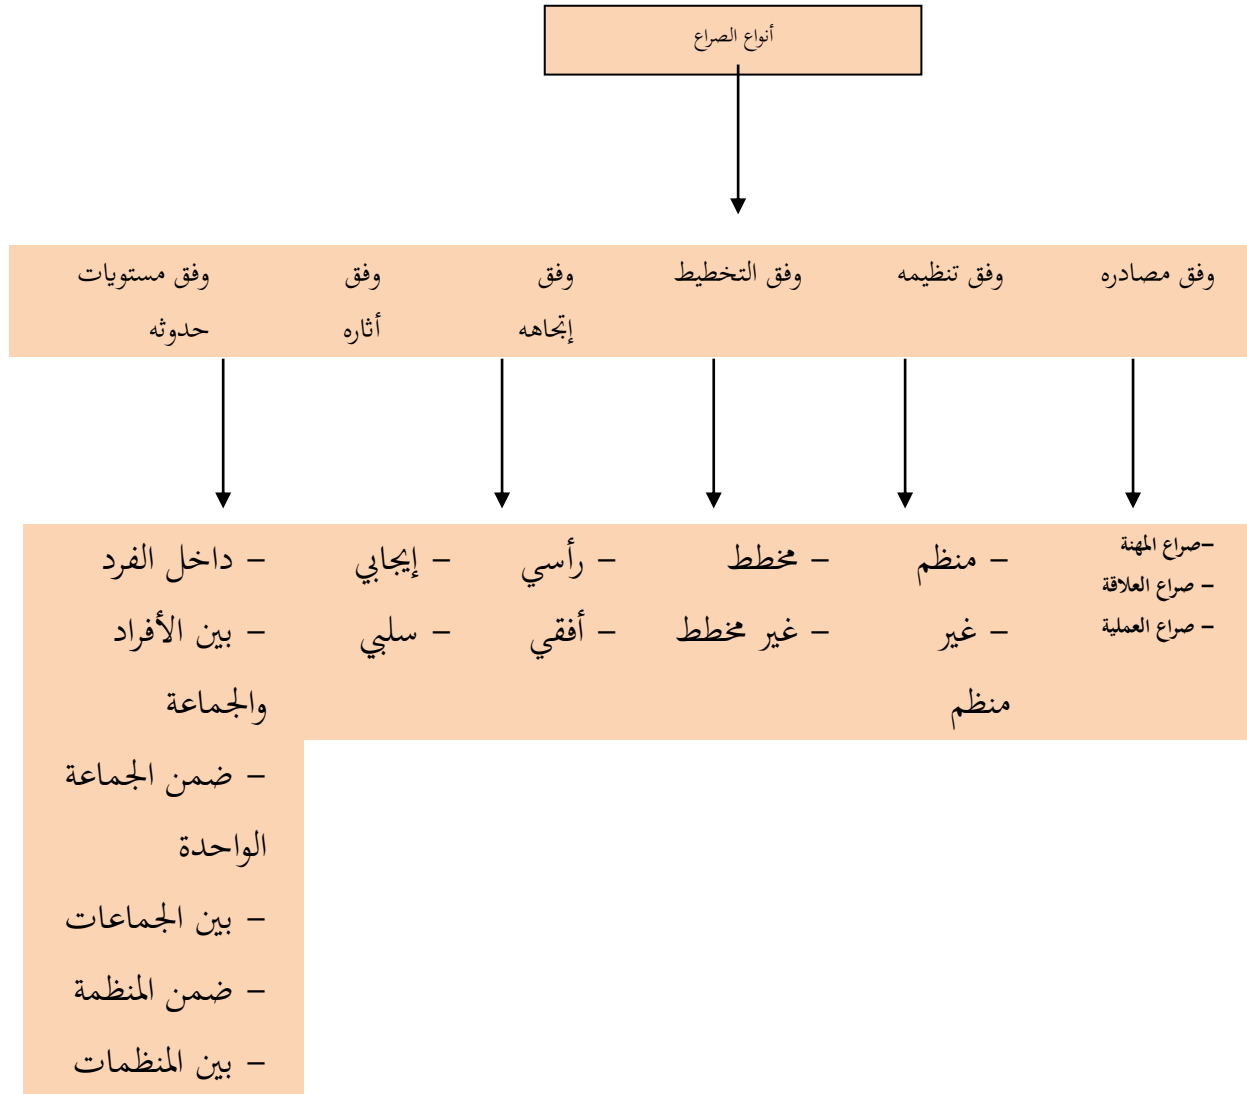 أنواع الصراع
وفق مصادره
وفق تنظيمه
وفق التخطيط
وفق
إتجاهه
وفق
أثاره
وفق مستويات
حدوثه
-صراع المهنة
- صراع العلاقة
- صراع العملية
- منظم
- غير
منظم
- مخطط
- غير مخطط
- رأسي
- أفقي
- إيجابي
- سلبي
- داخل الفرد
- بين الأفراد
والجماعة
- ضمن الجماعة
الواحدة
- بين الجماعات
- ضمن المنظمة
- بين المنظمات